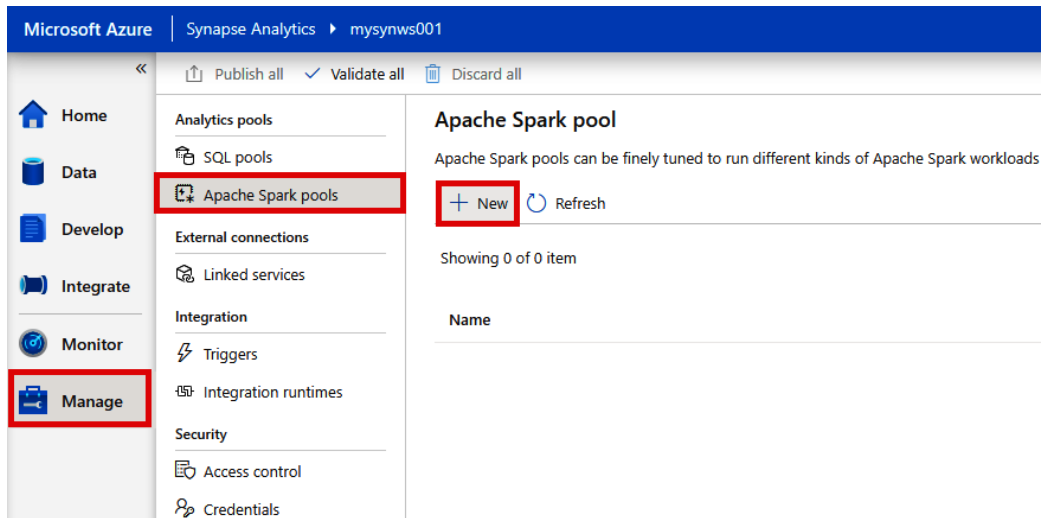 Microsoft Azure Synapse Analytics mysynws001
Publish all Validate all Discard all
Home
Data
Develop
Integrate
Monitor
Manage
Analytics pools
SQL pools
Apache Spark pools
External connections
Linked services
Integration
Triggers
Integration runtimes
Security
Access control
Credentials
Apache Spark pool
Apache Spark pools can be finely tuned to run different kinds of Apache Spark workloads
New Refresh
Showing 0 of 0 item
Name